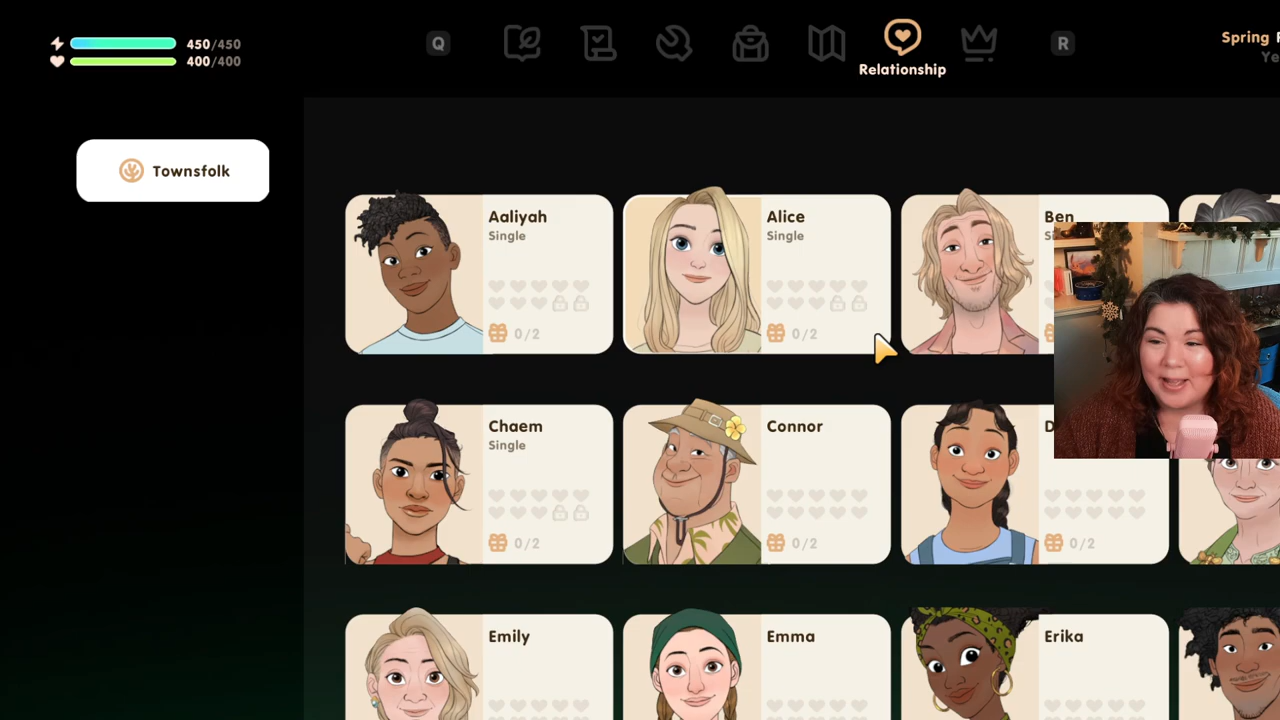 450/450
400/400
Q
R
Relationship
Spring
Ye
Townsfolk
Aaliyah
Single
0/2
Alice
Single
0/2
Ben
Chaem
Single
0/2
Connor
0/2
D
0/2
Emily
Emma
Erika